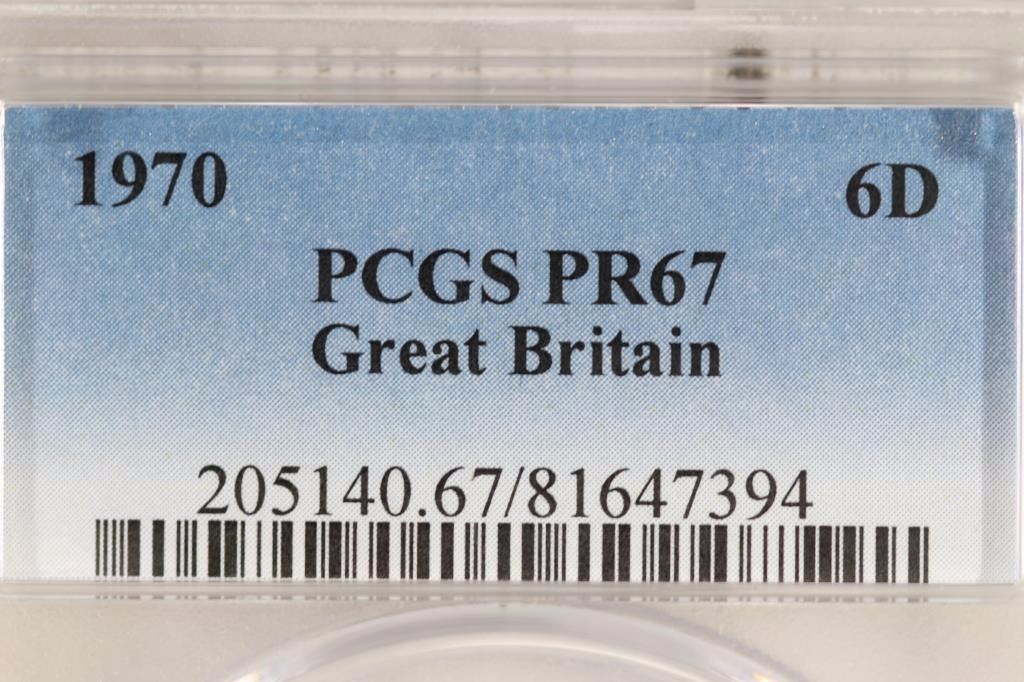 1970 6D
PCGS PR67
Great Britain
205140.67/81647394